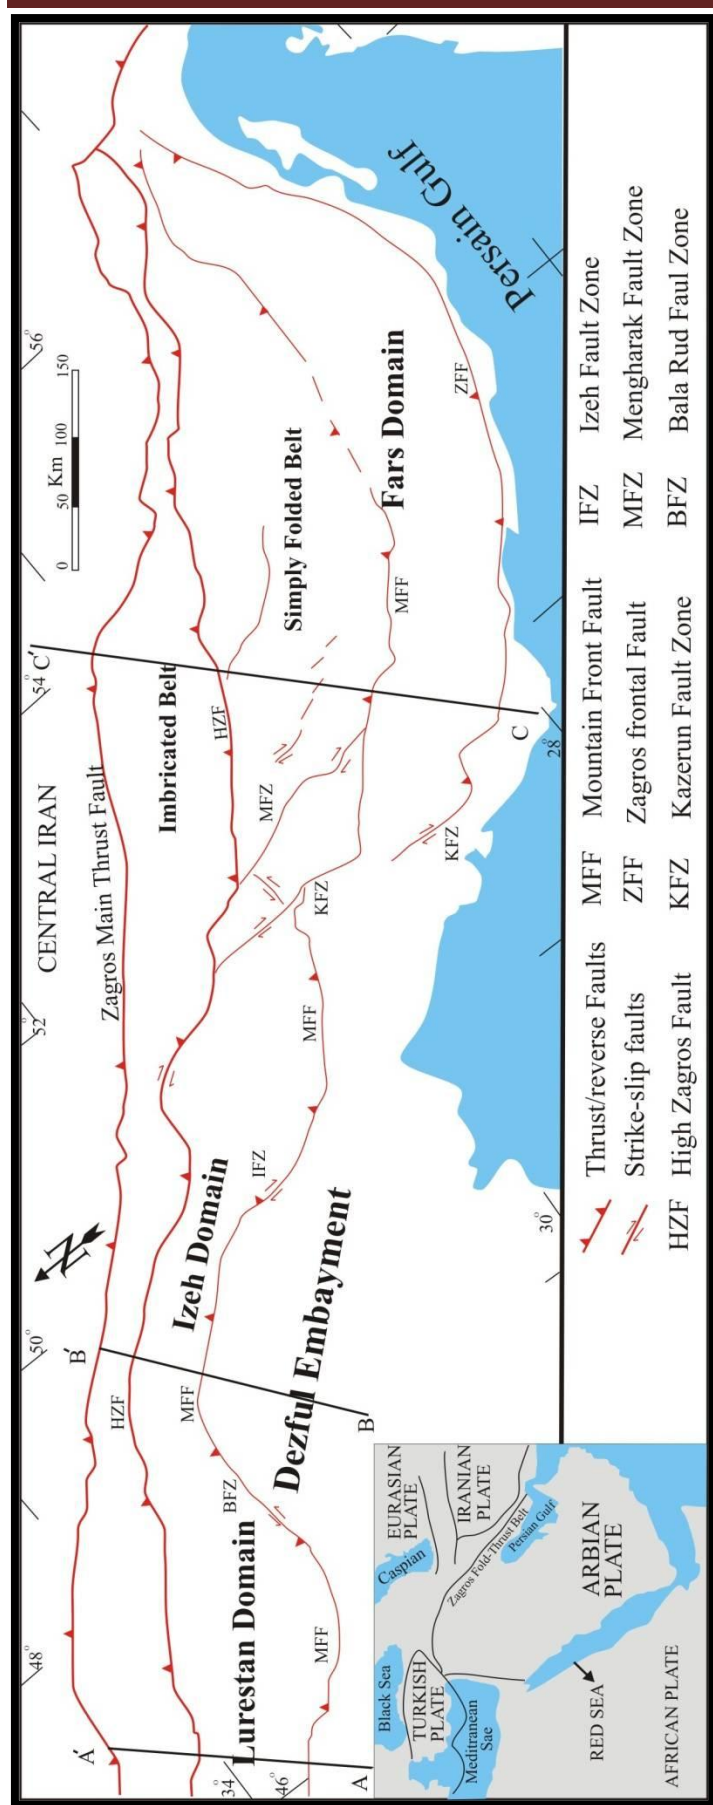 CENTRAL IRAN
Zagros Main Thrust Fault
48°
50°
52°
54°
56°
A'
B'
C'
A
B
C
34°
46°
30°
28°
N
Km
0 50 100 150
HZF
HZF
Imbricated Belt
Simply Folded Belt
Lurestan Domain
Izeh Domain
Dezful Embayment
Fars Domain
Persain Gulf
MFF
BFZ
MFF
IFZ
MFF
KFZ
MFZ
KFZ
MFF
ZFF
Thrust/reverse Faults
Strike-slip faults
HZF High Zagros Fault
MFF Mountain Front Fault
ZFF Zagros frontal Fault
KFZ Kazerun Fault Zone
IFZ Izeh Fault Zone
MFZ Mengharak Fault Zone
BFZ Bala Rud Faul Zone
Black Sea
Caspian
EURASIAN
PLATE
TURKISH
PLATE
IRANIAN
PLATE
Zagros Fold-Thrust Belt
Persian Gulf
Meditranean
Sae
ARBIAN
PLATE
RED SEA
AFRICAN PLATE